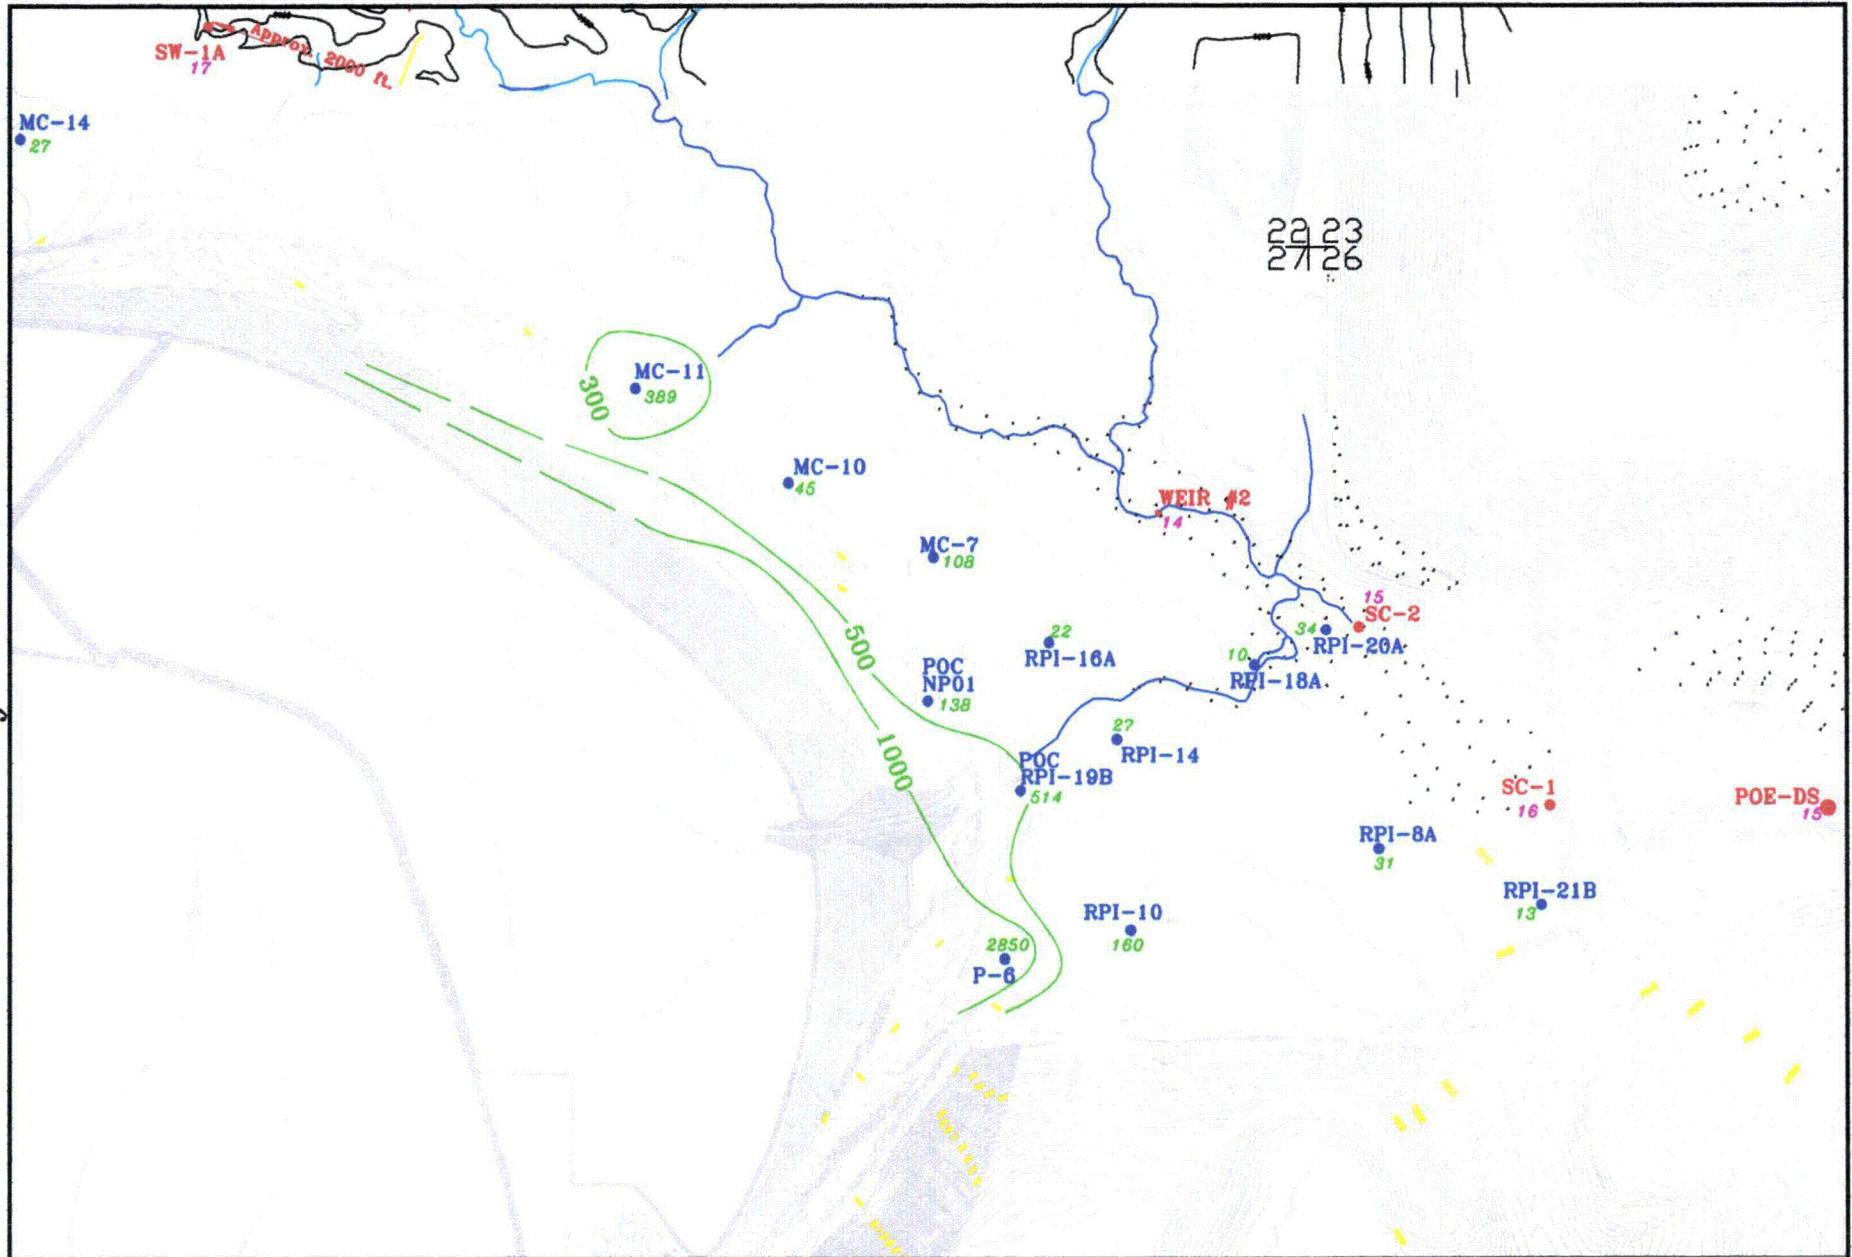 Approx. 2000 ft.
SW-1A
17
MC-14
27
22 23
27 26
MC-11
389
300
MC-10
45
WEIR #2
14
MC-7
108
15
SC-2
34
RPI-20A
22
RPI-16A
10
RPI-18A
500
POC
NP01
138
27
RPI-14
1000
POC
RPI-19B
514
SC-1
16
POE-DS
15
RPI-8A
31
RPI-21B
13
RPI-10
160
2850
P-6